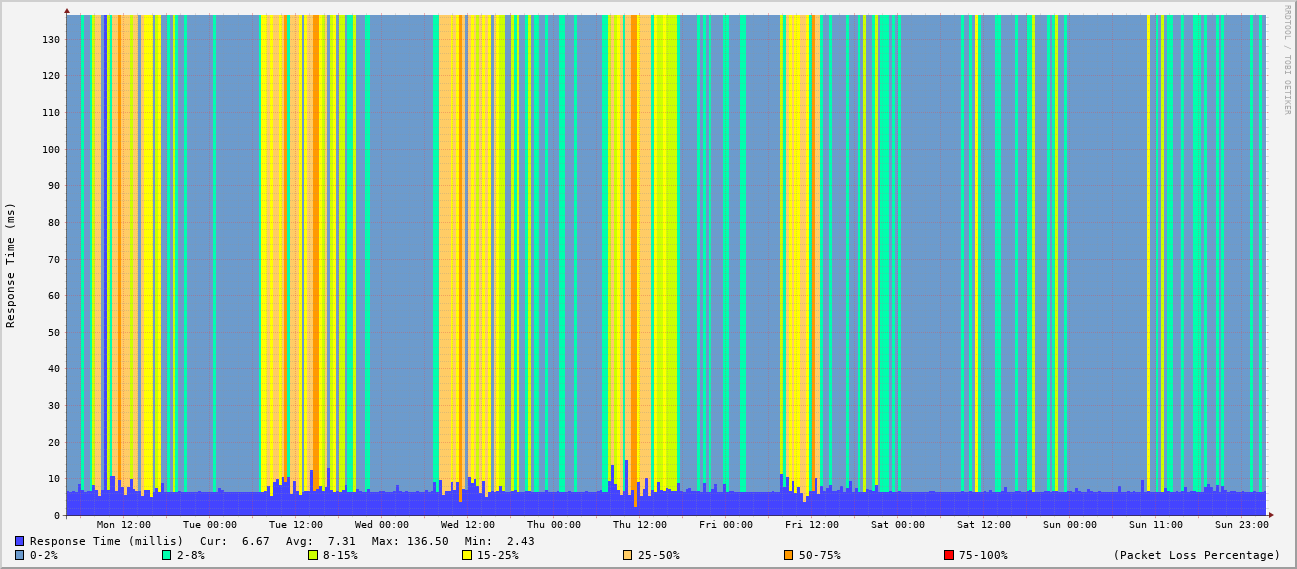 RRDTOOL / TOBI OETIKER
Response Time (ms)
130
120
110
100
90
80
70
60
50
40
30
20
10
0
Mon 12:00 Tue 00:00 Tue 12:00 Wed 00:00 Wed 12:00 Thu 00:00 Thu 12:00 Fri 00:00 Fri 12:00 Sat 00:00 Sat 12:00 Sun 00:00 Sun 11:00 Sun 23:00
Response Time (millis) Cur: 6.67 Avg: 7.31 Max: 136.50 Min: 2.43
0-2% 2-8% 8-15% 15-25% 25-50% 50-75% 75-100% (Packet Loss Percentage)